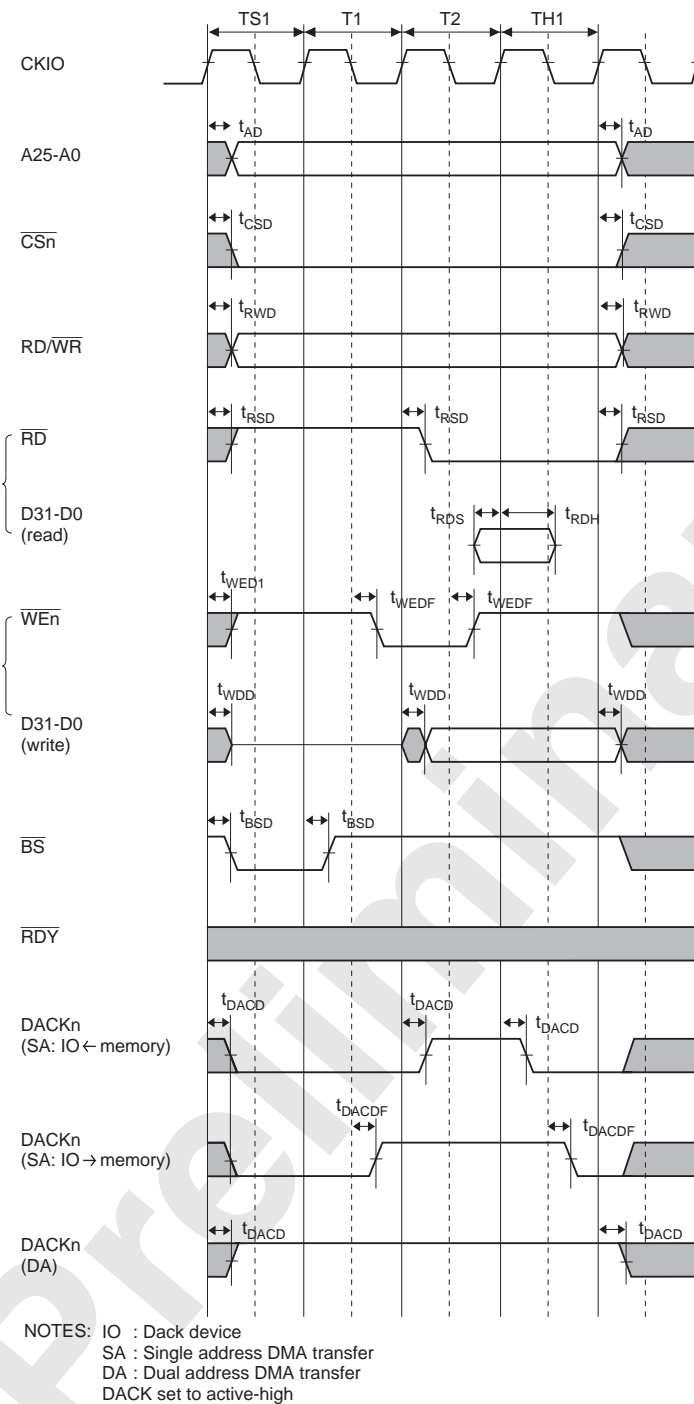 TS1 T1 T2 TH1
CKIO
tAD tAD
A25-A0
tCSD tCSD
CSn
tRWD tRWD
RD/WR
tRSD tRSD tRSD
RD
D31-D0
(read)
tRDS tRDH
tWED1
WEn
tWEDF tWEDF
tWDD tWDD tWDD
D31-D0
(write)
tBSD tBSD
BS
RDY
tDACD tDACD tDACD
DACKn
(SA: IO ← memory)
tDACDF tDACDF
DACKn
(SA: IO → memory)
tDACD tDACD
DACKn
(DA)
NOTES: IO : Dack device
SA : Single address DMA transfer
DA : Dual address DMA transfer
DACK set to active-high
Prelimina